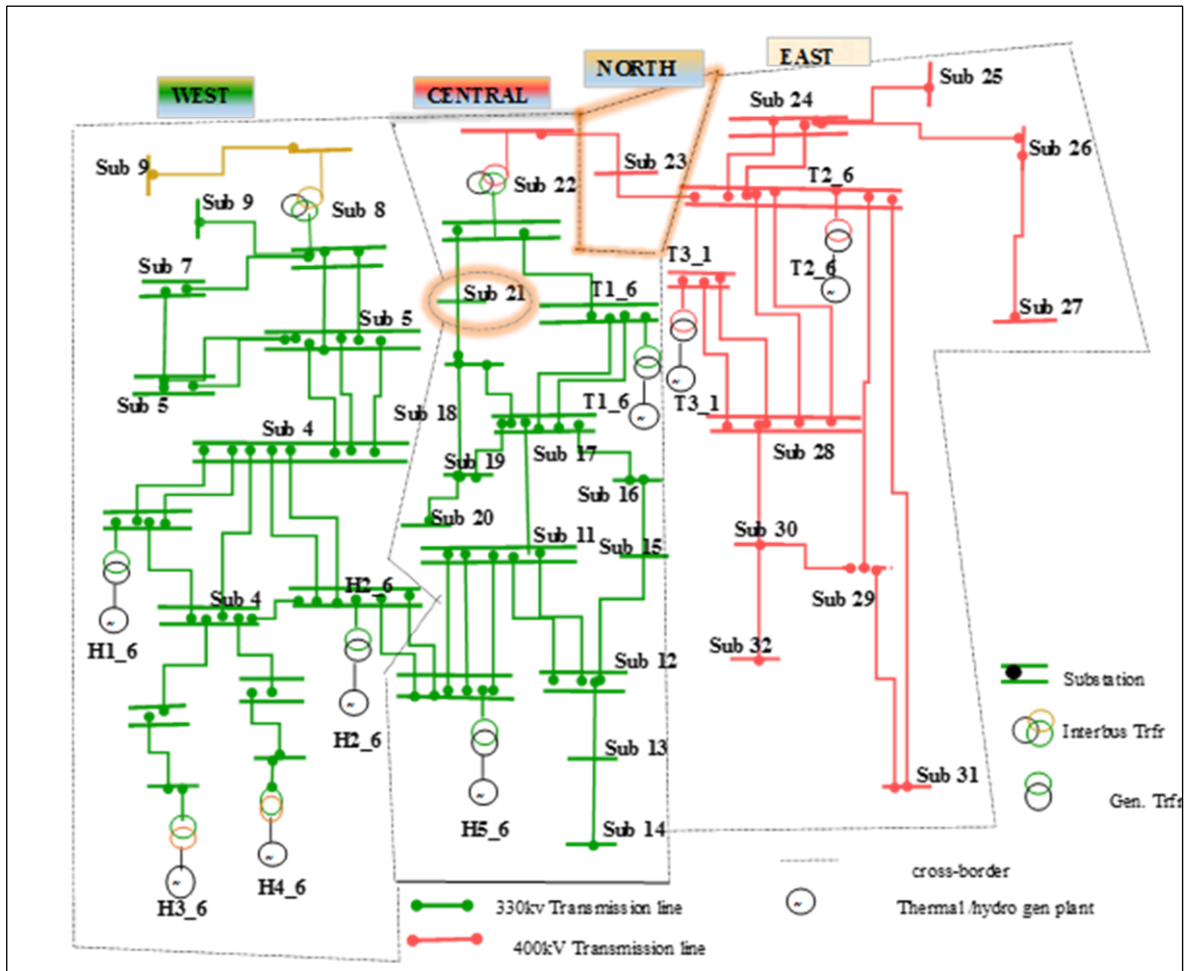 WEST
CENTRAL
NORTH
EAST
Sub 25
Sub 24
Sub 26
Sub 9
Sub 23
Sub 22
T2_6
Sub 9
Sub 8
Sub 7
T3_1
T2_6
Sub 21
T1_6
Sub 27
Sub 5
Sub 5
T1_6
T3_1
Sub 18
Sub 4
Sub 19
Sub 17
Sub 28
Sub 16
Sub 20
Sub 11
Sub 15
Sub 30
H2_6
Sub 4
Sub 29
H1_6
Sub 12
Sub 32
Substation
H2_6
Interbus Trfr
Sub 13
Sub 31
H5_6
Sub 14
Gen. Trfr
H4_6
H3_6
cross-border
330kv Transmission line
Thermal /hydro gen plant
400kV Transmission line